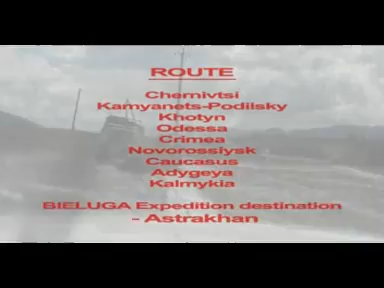 ROUTE
Chernivtsi
Kamyanets-Podilsky
Khotyn
Odessa
Crimea
Novorossiysk
Caucasus
Adygeya
Kalmykia
BIELUGA Expedition destination
- Astrakhan